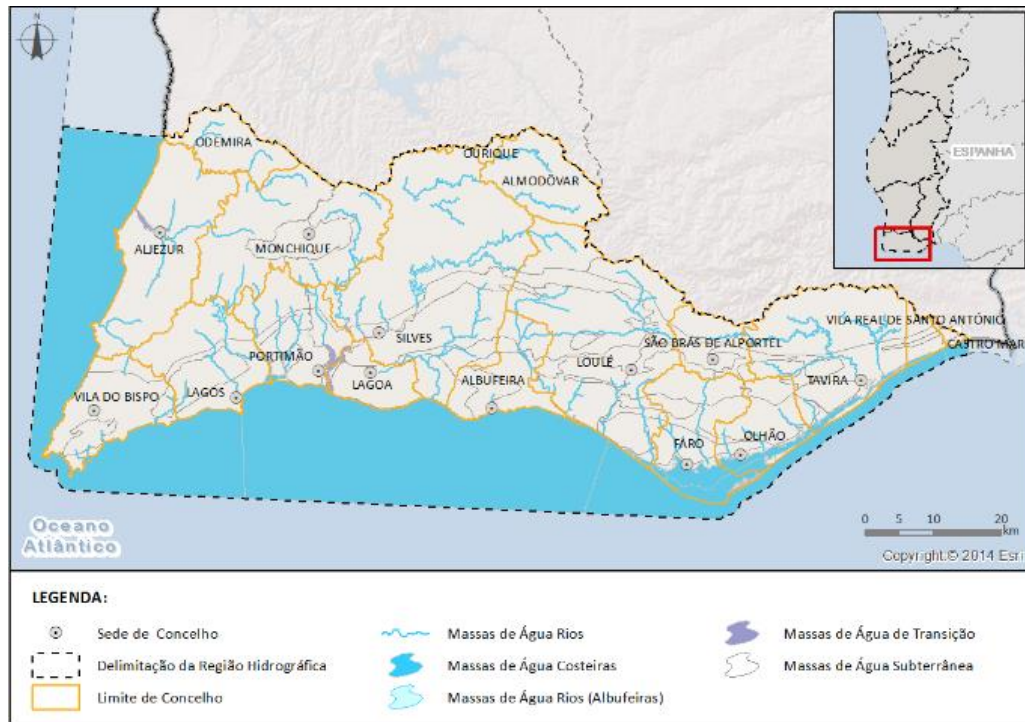 N
ODEMIRA
OURIQUE
ALMODÔVAR
ESPANHA
ALJEZUR
MONCHIQUE
SILVES
VILA REAL DE SANTO ANTÓNIO
SÃO BRÁS DE ALPORTEL
CASTRO MAR
PORTIMÃO
LAGOA
ALBUFEIRA
LOULÉ
TAVIRA
VILA DO BISPO
LAGOS
FARO
OLHÃO
Oceano
Atlântico
0 5 10 20
km
Copyright:© 2014 Esri
LEGENDA:
Sede de Concelho
Delimitação da Região Hidrográfica
Limite de Concelho
Massas de Água Rios
Massas de Água Costeiras
Massas de Água Rios (Albufeiras)
Massas de Água de Transição
Massas de Água Subterrânea